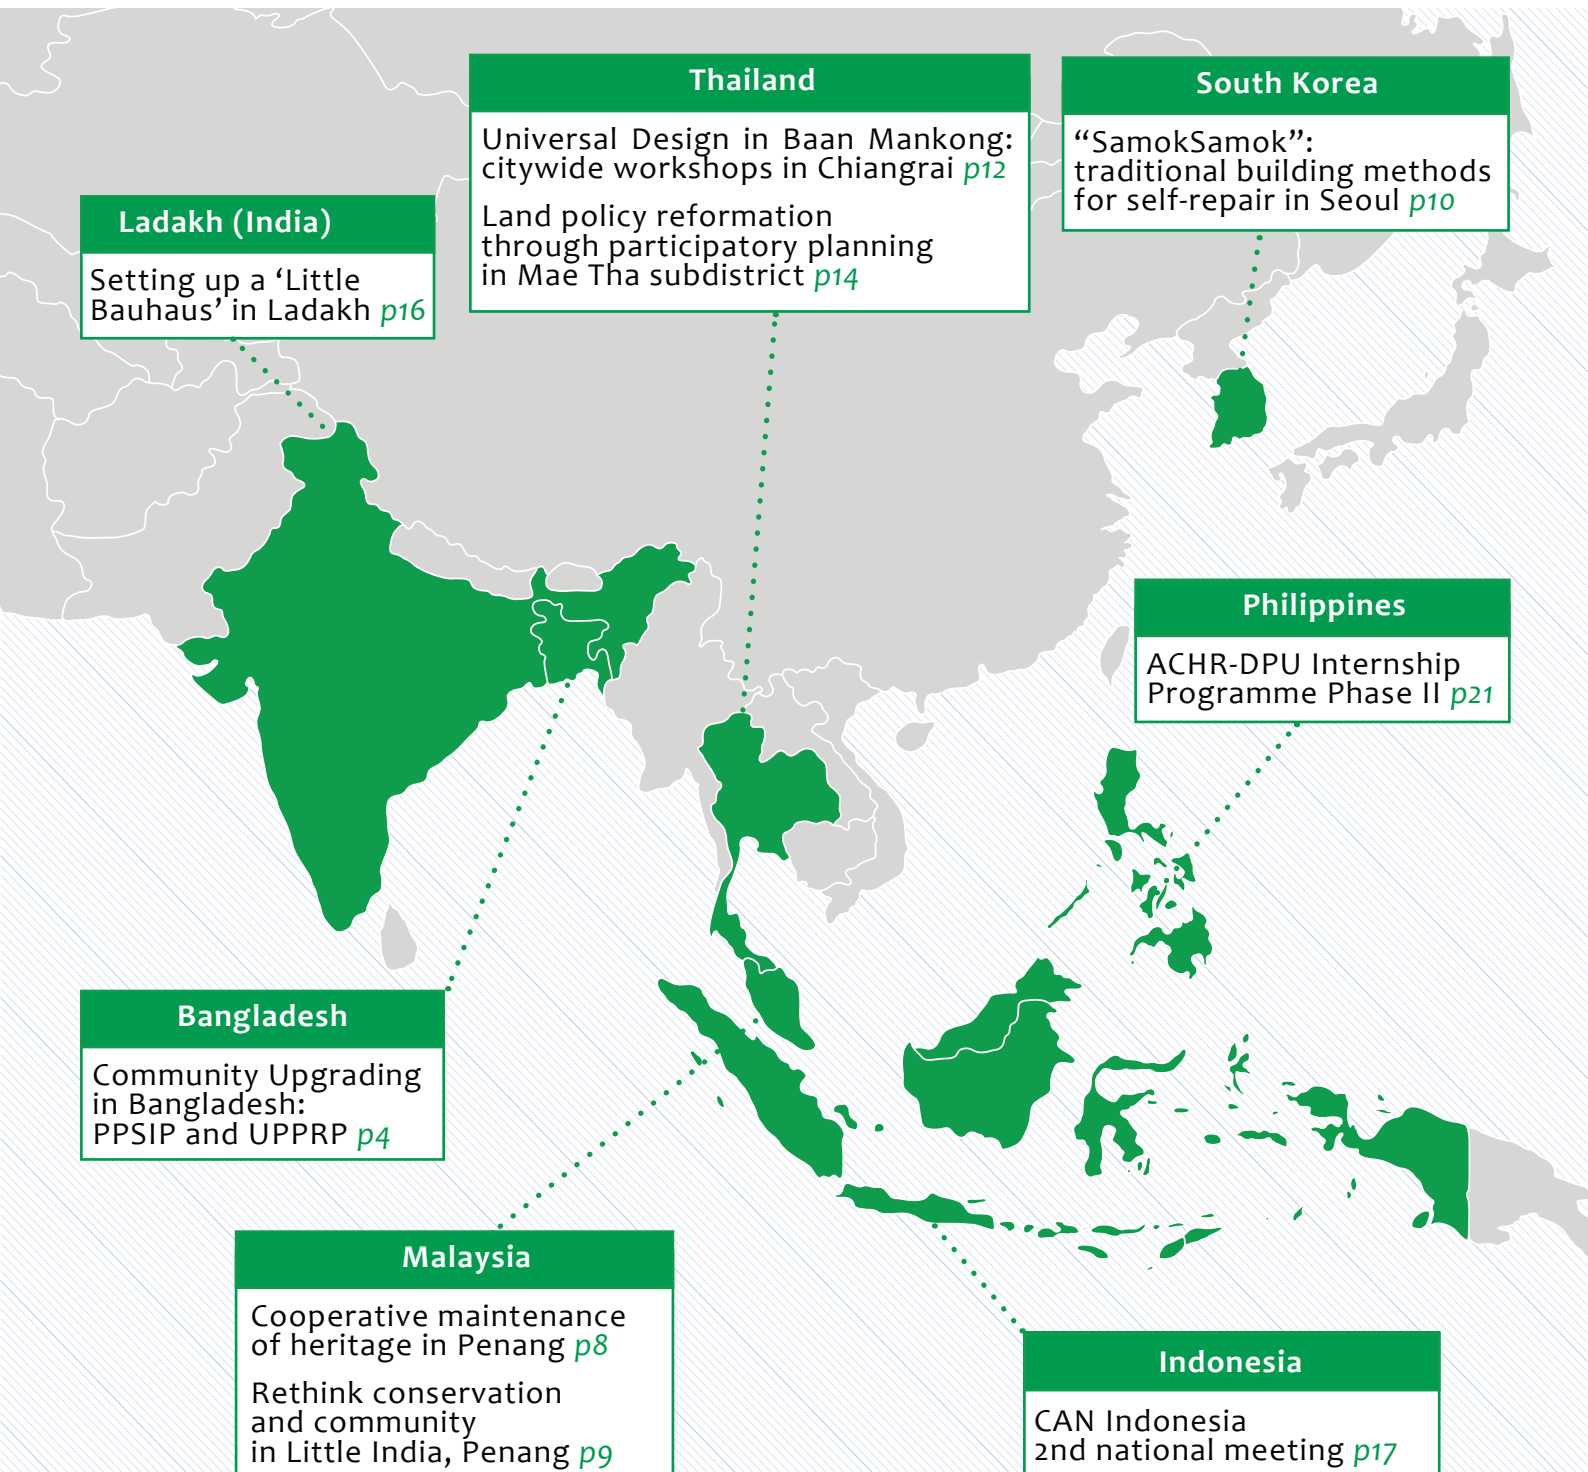 Thailand
Universal Design in Baan Mankong:
citywide workshops in Chiangrai p12
Land policy reformation
through participatory planning
in Mae Tha subdistrict p14
South Korea
“SamokSamok”:
traditional building methods
for self-repair in Seoul p10
Ladakh (India)
Setting up a ‘Little
Bauhaus’ in Ladakh p16
Philippines
ACHR-DPU Internship
Programme Phase II p21
Bangladesh
Community Upgrading
in Bangladesh:
PPSIP and UPPRP p4
Malaysia
Cooperative maintenance
of heritage in Penang p8
Rethink conservation
and community
in Little India, Penang p9
Indonesia
CAN Indonesia
2nd national meeting p17